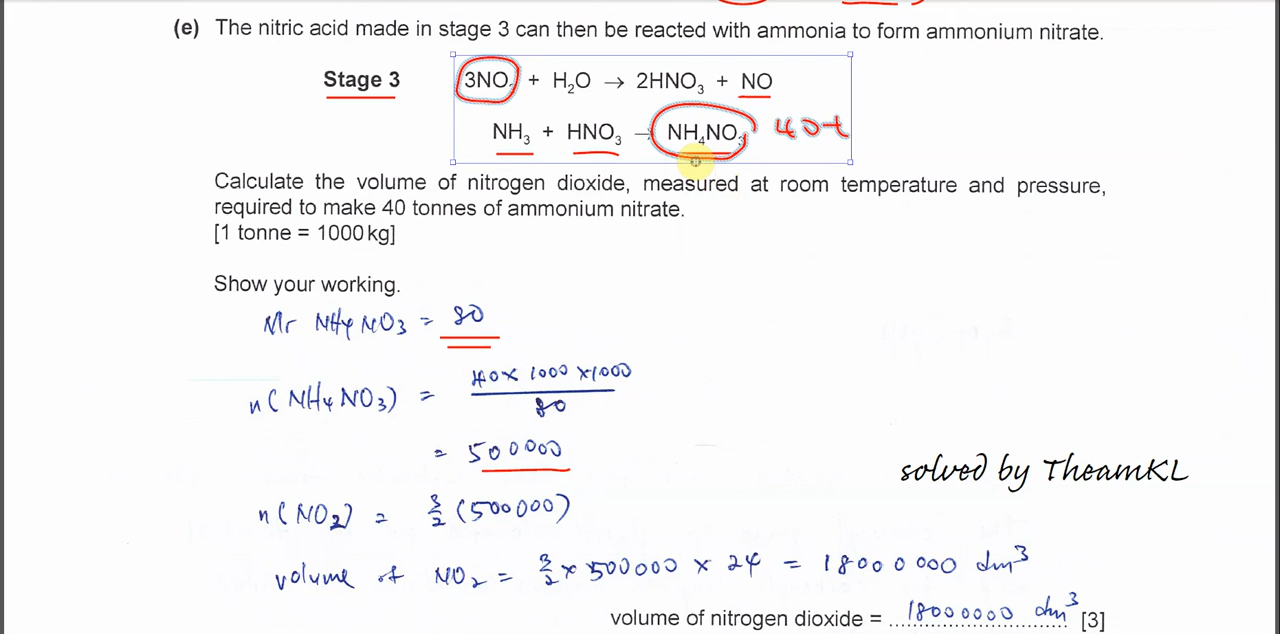 (e) The nitric acid made in stage 3 can then be reacted with ammonia to form ammonium nitrate.
Stage 3 3NO + H₂O → 2HNO₃ + NO
NH₃ + HNO₃ → NH₄NO₃ 40t
Calculate the volume of nitrogen dioxide, measured at room temperature and pressure,
required to make 40 tonnes of ammonium nitrate.
[1 tonne = 1000 kg]
Show your working.
Mr NH₄NO₃ = 80
n(NH₄NO₃) = 40 × 1000 × 1000 / 80
= 500000
solved by TheamKL
n(NO₂) = 3/2 (500000)
volume of NO₂ = 3/2 × 500000 × 24 = 18000000 dm³
volume of nitrogen dioxide = 18000000 dm³ [3]